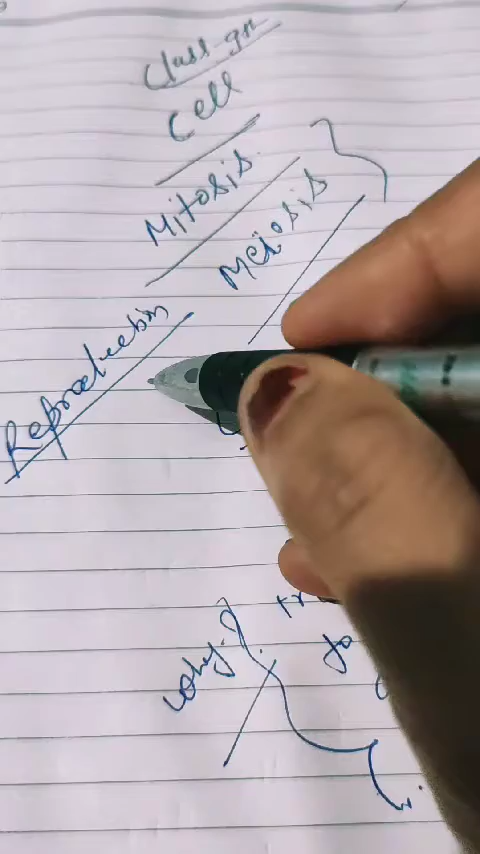 Class-9th
Cell
Mitosis
Meiosis
Reproduction
why?